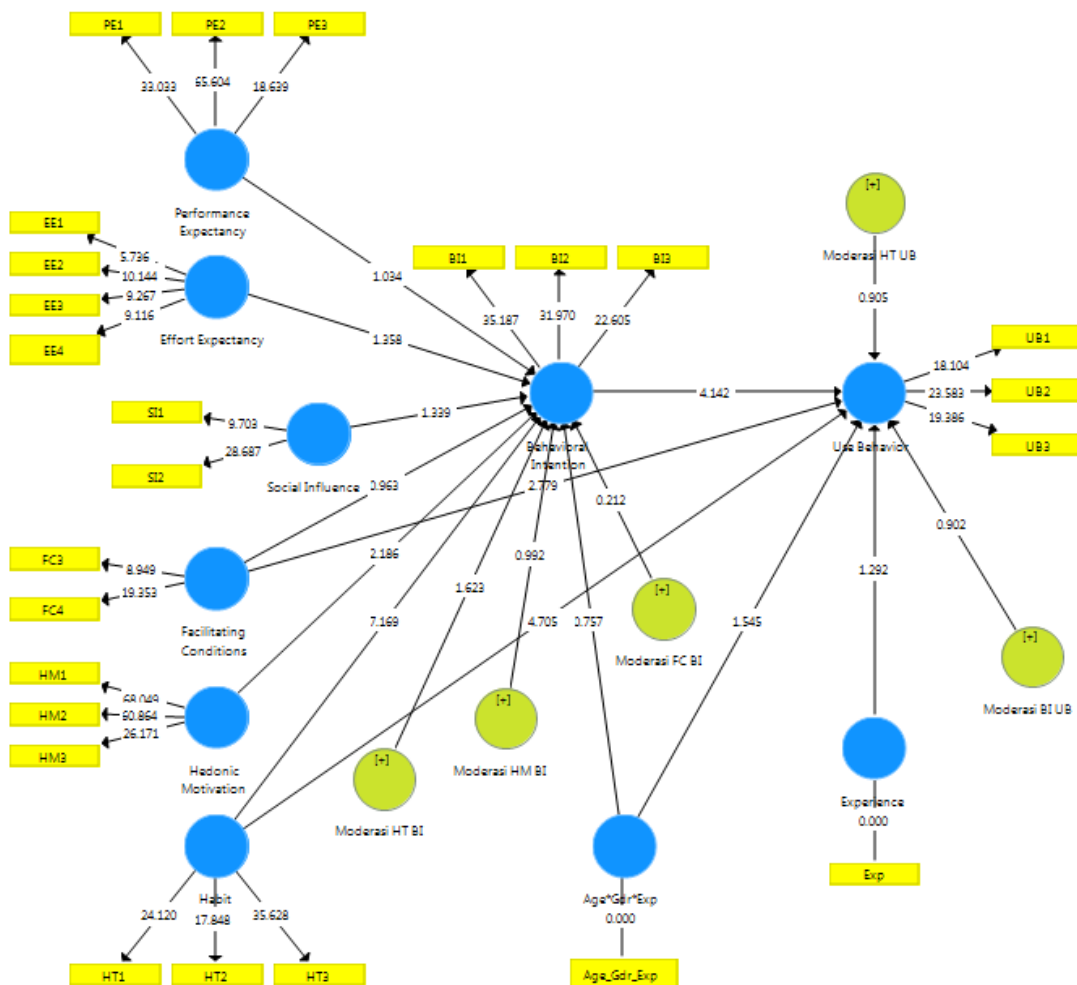 PE1
PE2
PE3
33.033
65.604
18.639
Performance
Expectancy
EE1
EE2
EE3
EE4
5.736
10.144
9.267
9.116
Effort Expectancy
1.034
1.358
BI1
BI2
BI3
35.187
31.970
22.605
[+]
Moderasi HT UB
0.905
UB1
UB2
UB3
18.104
23.583
19.386
SI1
SI2
9.703
28.687
Social Influence
1.339
Behavioral
Intention
4.142
Use Behavior
0.963
2.779
FC3
FC4
8.949
19.353
Facilitating
Conditions
2.186
0.212
0.992
1.623
[+]
Moderasi FC BI
0.902
1.292
1.545
7.169
4.705
0.757
HM1
HM2
HM3
68.049
60.864
26.171
Hedonic
Motivation
[+]
Moderasi HM BI
[+]
Moderasi HT BI
[+]
Moderasi BI UB
Experience
0.000
Exp
Habit
24.120
17.848
35.628
HT1
HT2
HT3
Age*Gdr*Exp
0.000
Age_Gdr_Exp